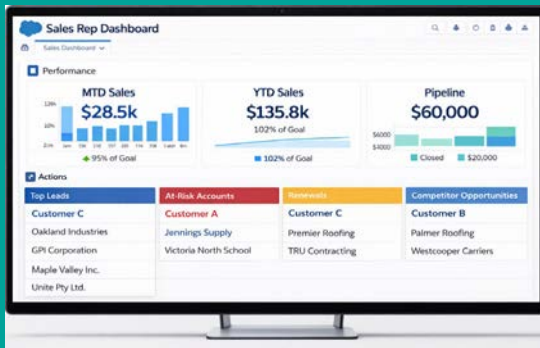 Sales Rep Dashboard
Sales Dashboard
Performance
MTD Sales
$28.5k
95% of Goal
YTD Sales
$135.8k
102% of Goal
102% of Goal
Pipeline
$60,000
$6000
$3000
Closed
$20,000
Actions
Top Leads
Customer C
Oakland Industries
GPI Corporation
Maple Valley Inc.
Unite Pty Ltd.
At-Risk Accounts
Customer A
Jennings Supply
Victoria North School
Renewals
Customer C
Premier Roofing
TRU Contracting
Competitor Opportunities
Customer B
Palmer Roofing
Westcooper Carriers